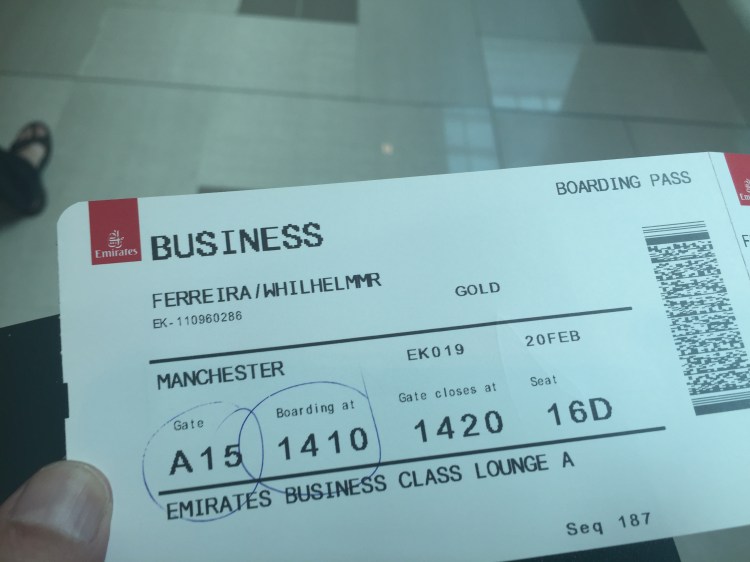 BOARDING PASS
Emirates BUSINESS
FERREIRA/WHILHELMMR GOLD
EK-110960286
MANCHESTER EK019 20FEB
Gate Boarding at Gate closes at Seat
A15 1410 1420 16D
EMIRATES BUSINESS CLASS LOUNGE A
Seq 187